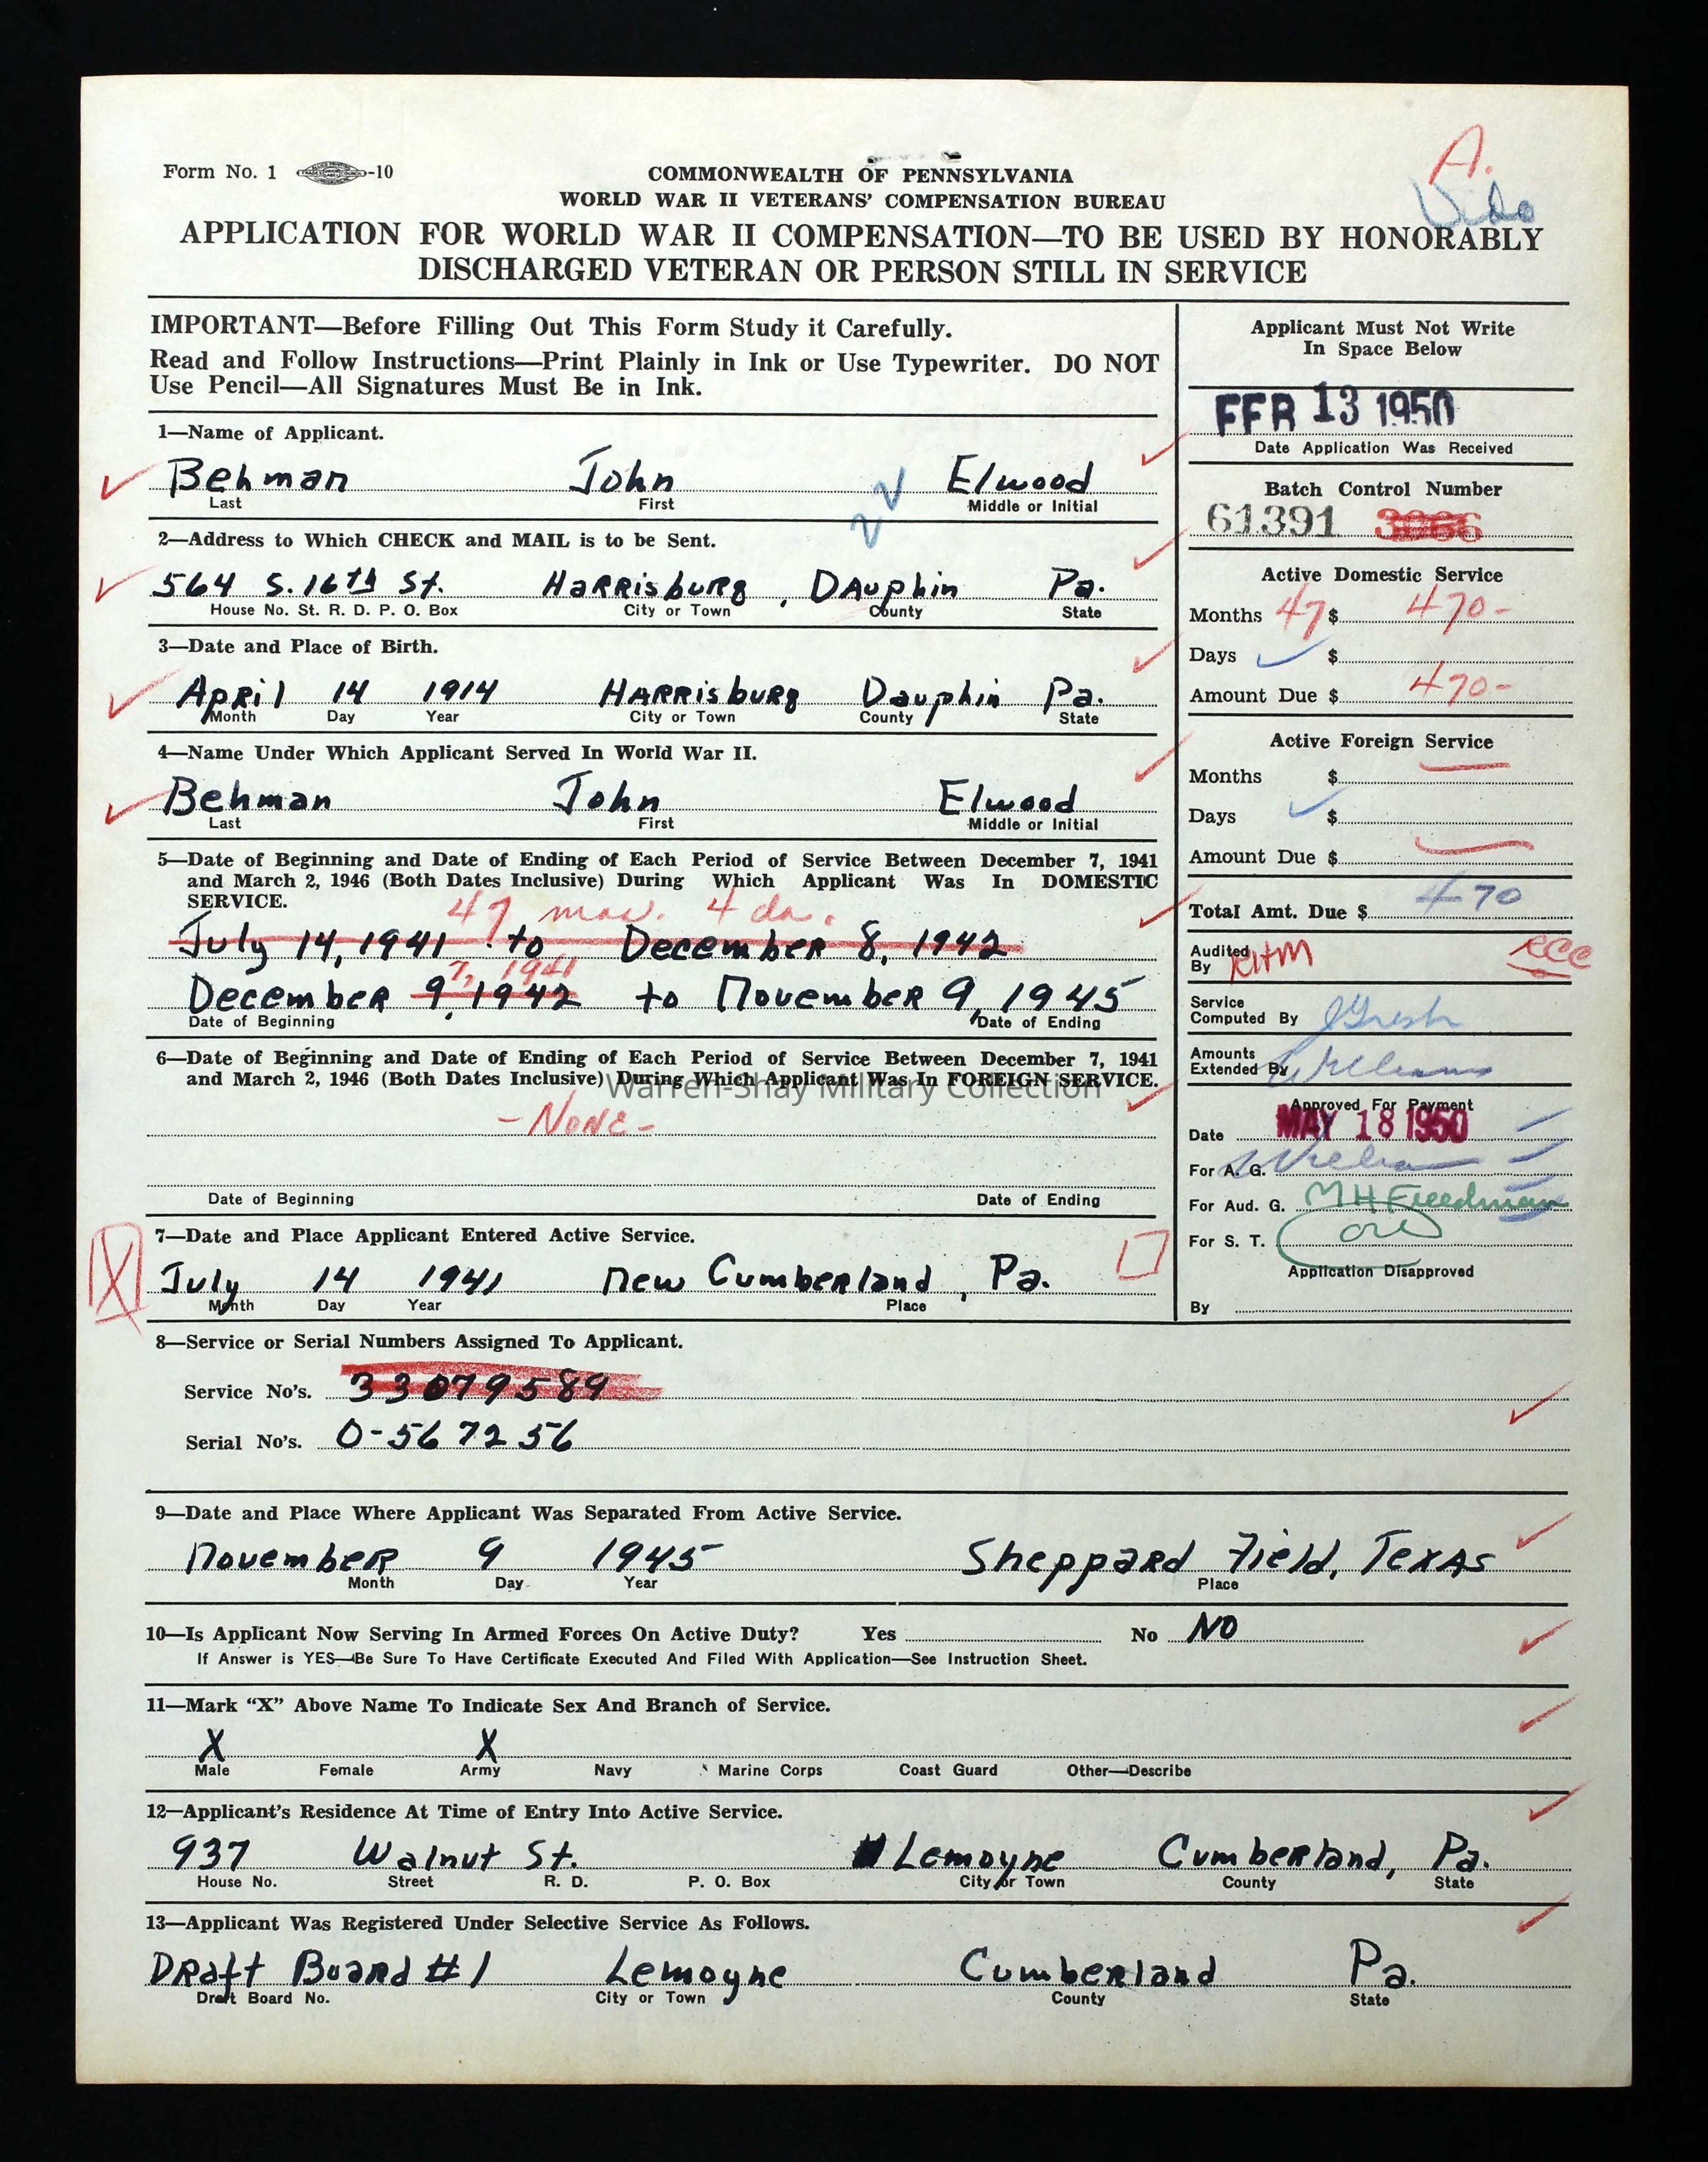 Form No. 1 -10
COMMONWEALTH OF PENNSYLVANIA
WORLD WAR II VETERANS' COMPENSATION BUREAU
A.
APPLICATION FOR WORLD WAR II COMPENSATION—TO BE USED BY HONORABLY
DISCHARGED VETERAN OR PERSON STILL IN SERVICE
IMPORTANT—Before Filling Out This Form Study it Carefully.
Read and Follow Instructions—Print Plainly in Ink or Use Typewriter. DO NOT
Use Pencil—All Signatures Must Be in Ink.
1—Name of Applicant.
Behman John Elwood
Last First Middle or Initial
2—Address to Which CHECK and MAIL is to be Sent.
564 S. 16th St. Harrisburg, Dauphin Pa.
House No. St. R. D. P. O. Box City or Town County State
3—Date and Place of Birth.
April 14 1914 Harrisburg Dauphin Pa.
Month Day Year City or Town County State
4—Name Under Which Applicant Served In World War II.
Behman John Elwood
Last First Middle or Initial
5—Date of Beginning and Date of Ending of Each Period of Service Between December 7, 1941
and March 2, 1946 (Both Dates Inclusive) During Which Applicant Was In DOMESTIC
SERVICE.
47 mos. 4 da.
July 14, 1941 to December 8, 1942
7, 1941
December 9, 1942 to November 9, 1945
Date of Beginning Date of Ending
6—Date of Beginning and Date of Ending of Each Period of Service Between December 7, 1941
and March 2, 1946 (Both Dates Inclusive) During Which Applicant Was In FOREIGN SERVICE.
Warren-Shay Military Collection
- NONE -
Date of Beginning Date of Ending
7—Date and Place Applicant Entered Active Service.
July 14 1941 New Cumberland, Pa.
Month Day Year Place
Applicant Must Not Write
In Space Below
FEB 13 1950
Date Application Was Received
Batch Control Number
61391
Active Domestic Service
Months 47 $ 470-
Days $
Amount Due $ 470-
Active Foreign Service
Months $
Days $
Amount Due $
Total Amt. Due $ 470
Audited
By RHM RCC
Service
Computed By
Amounts
Extended By
Approved For Payment
Date MAY 18 1950
For A. G.
For Aud. G. MH Freedman
For S. T.
Application Disapproved
By
8—Service or Serial Numbers Assigned To Applicant.
Service No's. 33079589
Serial No's. O-567256
9—Date and Place Where Applicant Was Separated From Active Service.
November 9 1945 Sheppard Field, Texas
Month Day Year Place
10—Is Applicant Now Serving In Armed Forces On Active Duty? Yes No NO
If Answer is YES—Be Sure To Have Certificate Executed And Filed With Application—See Instruction Sheet.
11—Mark "X" Above Name To Indicate Sex And Branch of Service.
X X
Male Female Army Navy Marine Corps Coast Guard Other—Describe
12—Applicant's Residence At Time of Entry Into Active Service.
937 Walnut St. Lemoyne Cumberland, Pa.
House No. Street R. D. P. O. Box City or Town County State
13—Applicant Was Registered Under Selective Service As Follows.
Draft Board #1 Lemoyne Cumberland Pa.
Draft Board No. City or Town County State